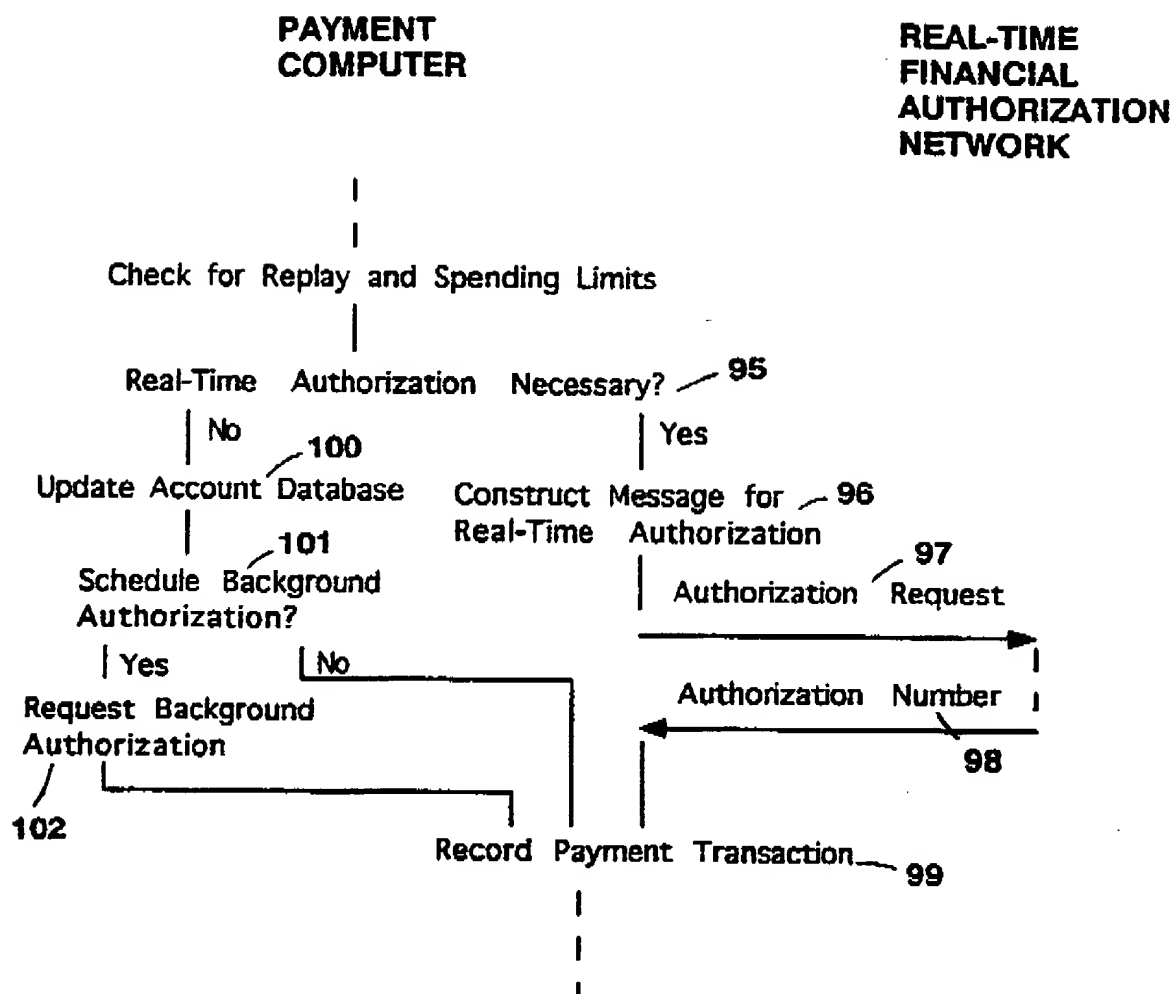 PAYMENT
COMPUTER
REAL-TIME
FINANCIAL
AUTHORIZATION
NETWORK
Check for Replay and Spending Limits
Real-Time Authorization Necessary?
95
No
Yes
100
Update Account Database
Construct Message for
Real-Time Authorization
96
101
Schedule Background
Authorization?
97
Authorization Request
Yes
No
Authorization Number
98
Request Background
Authorization
102
Record Payment Transaction
99